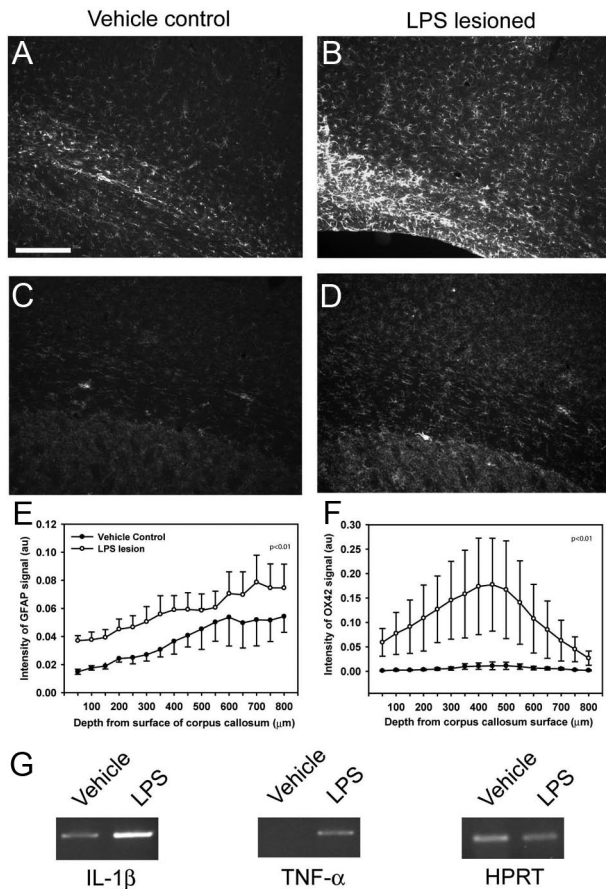 Vehicle control
LPS lesioned
A
B
C
D
E
Vehicle Control
LPS lesion
p<0.01
Intensity of GFAP signal (au)
0.12
0.10
0.08
0.06
0.04
0.02
0.00
100 200 300 400 500 600 700 800
Depth from surface of corpus callosum (μm)
F
p<0.01
Intensity of OX42 signal (au)
0.30
0.25
0.20
0.15
0.10
0.05
0.00
100 200 300 400 500 600 700 800
Depth from corpus callosum surface (μm)
G
Vehicle
LPS
IL-1β
Vehicle
LPS
TNF-α
Vehicle
LPS
HPRT